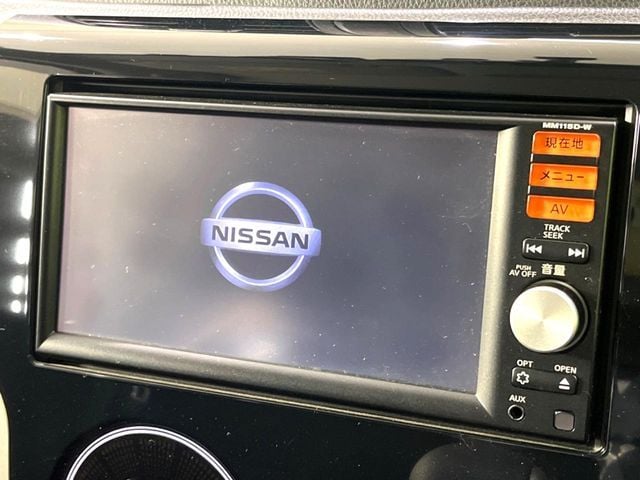 MM115D-W
現在地
メニュー
AV
NISSAN
TRACK
SEEK
PUSH
AV OFF
音量
OPT
OPEN
AUX